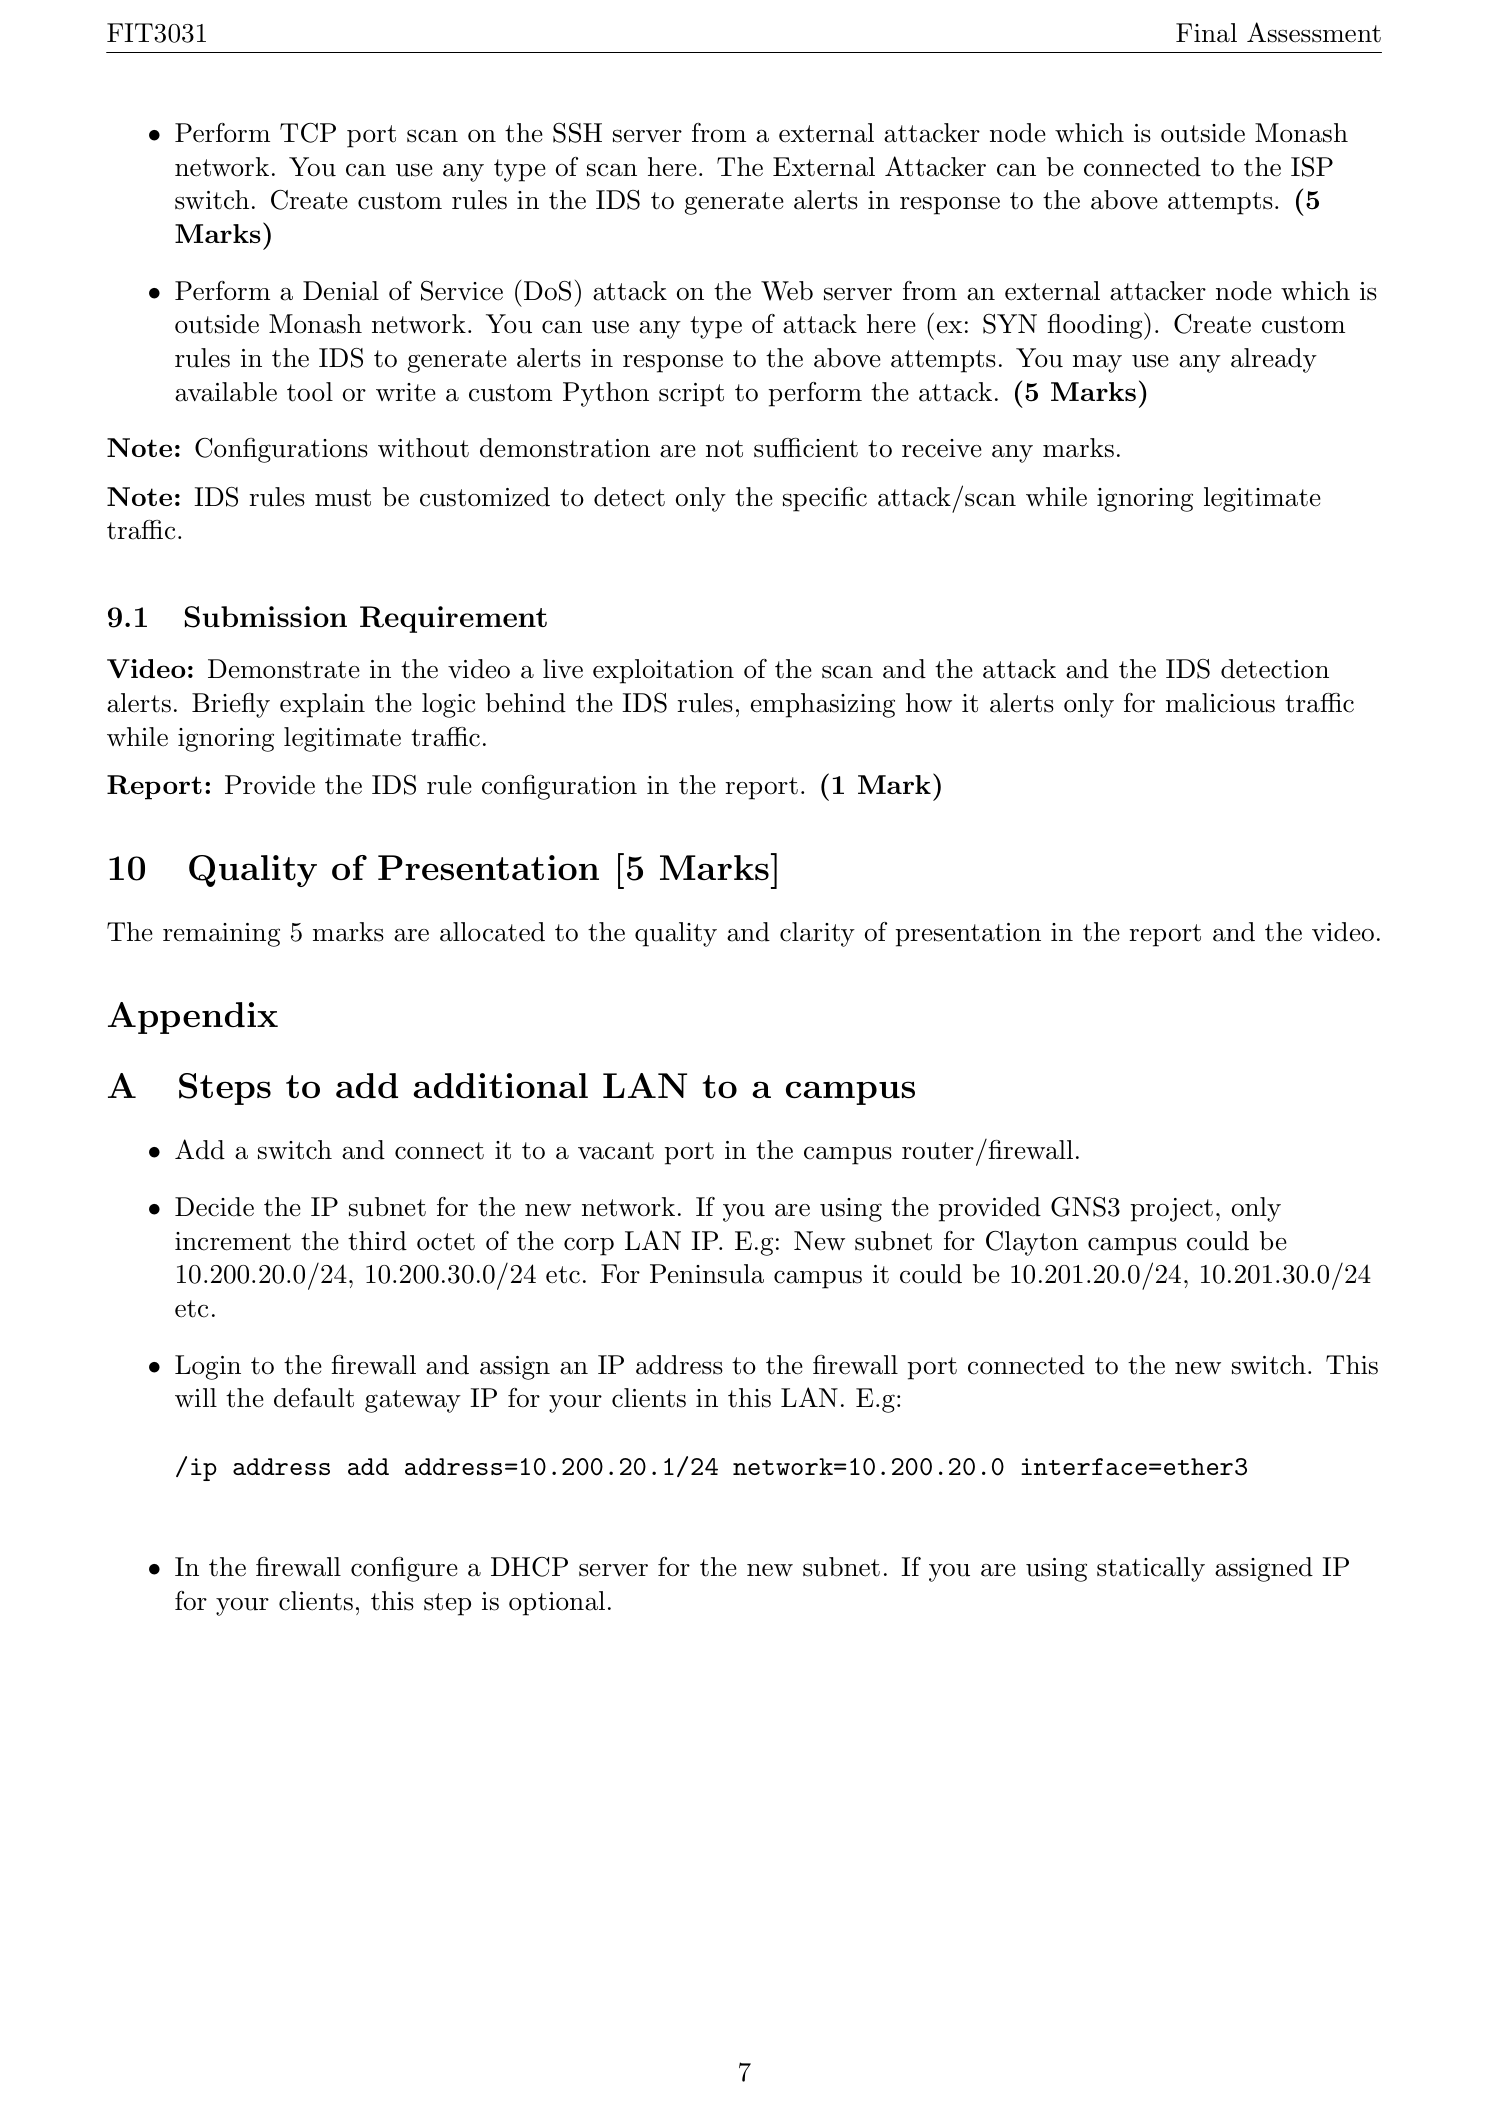 FIT3031 Final Assessment
• Perform TCP port scan on the SSH server from a external attacker node which is outside Monash
network. You can use any type of scan here. The External Attacker can be connected to the ISP
switch. Create custom rules in the IDS to generate alerts in response to the above attempts. (5
Marks)
• Perform a Denial of Service (DoS) attack on the Web server from an external attacker node which is
outside Monash network. You can use any type of attack here (ex: SYN flooding). Create custom
rules in the IDS to generate alerts in response to the above attempts. You may use any already
available tool or write a custom Python script to perform the attack. (5 Marks)
Note: Configurations without demonstration are not sufficient to receive any marks.
Note: IDS rules must be customized to detect only the specific attack/scan while ignoring legitimate
traffic.
9.1 Submission Requirement
Video: Demonstrate in the video a live exploitation of the scan and the attack and the IDS detection
alerts. Briefly explain the logic behind the IDS rules, emphasizing how it alerts only for malicious traffic
while ignoring legitimate traffic.
Report: Provide the IDS rule configuration in the report. (1 Mark)
10 Quality of Presentation [5 Marks]
The remaining 5 marks are allocated to the quality and clarity of presentation in the report and the video.
Appendix
A Steps to add additional LAN to a campus
• Add a switch and connect it to a vacant port in the campus router/firewall.
• Decide the IP subnet for the new network. If you are using the provided GNS3 project, only
increment the third octet of the corp LAN IP. E.g: New subnet for Clayton campus could be
10.200.20.0/24, 10.200.30.0/24 etc. For Peninsula campus it could be 10.201.20.0/24, 10.201.30.0/24
etc.
• Login to the firewall and assign an IP address to the firewall port connected to the new switch. This
will the default gateway IP for your clients in this LAN. E.g:
/ip address add address=10.200.20.1/24 network=10.200.20.0 interface=ether3
• In the firewall configure a DHCP server for the new subnet. If you are using statically assigned IP
for your clients, this step is optional.
7